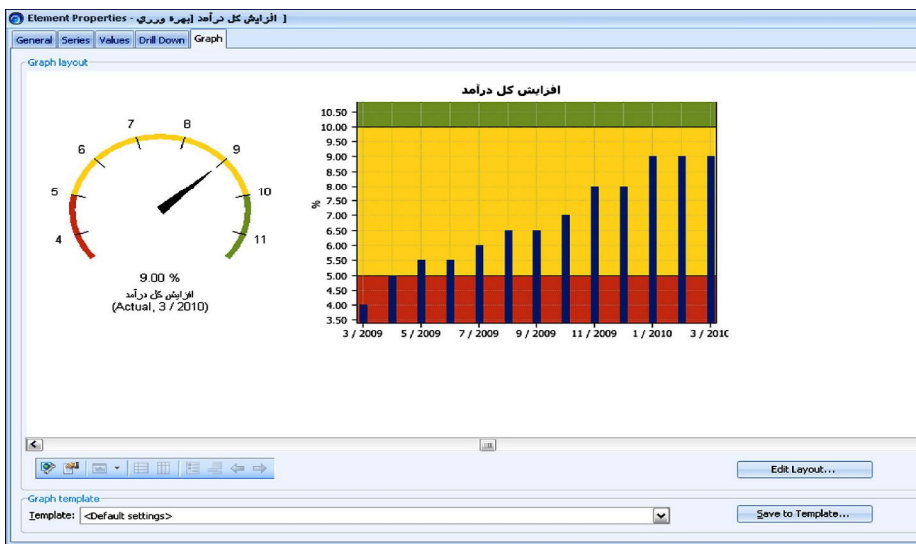 Element Properties - افزايش کل درآمد [بهره وري ]
General Series Values Drill Down Graph
Graph layout
افزايش کل درآمد
4
5
6
7
8
9
10
11
9.00 %
افزايش کل درآمد
(Actual, 3 / 2010)
%
10.50
10.00
9.50
9.00
8.50
8.00
7.50
7.00
6.50
6.00
5.50
5.00
4.50
4.00
3.50
3 / 2009 5 / 2009 7 / 2009 9 / 2009 11 / 2009 1 / 2010 3 / 2010
Edit Layout...
Graph template
Template: <Default settings>
Save to Template...